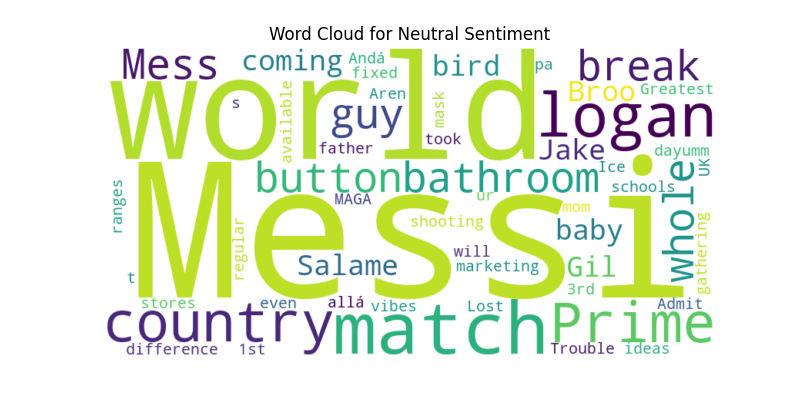 Word Cloud for Neutral Sentiment
Mess coming Andá bird pa break
fixed
Aren Broo Greatest
world
s available guy mask logan
father took Jake dayumm
Ice UK
button bathroom schools whole
ranges MAGA ur mom
Messi
regular shooting baby gathering
will
Salame marketing Gil
t 3rd
stores even allá vibes Lost Admit
country match Prime
difference 1st Trouble ideas